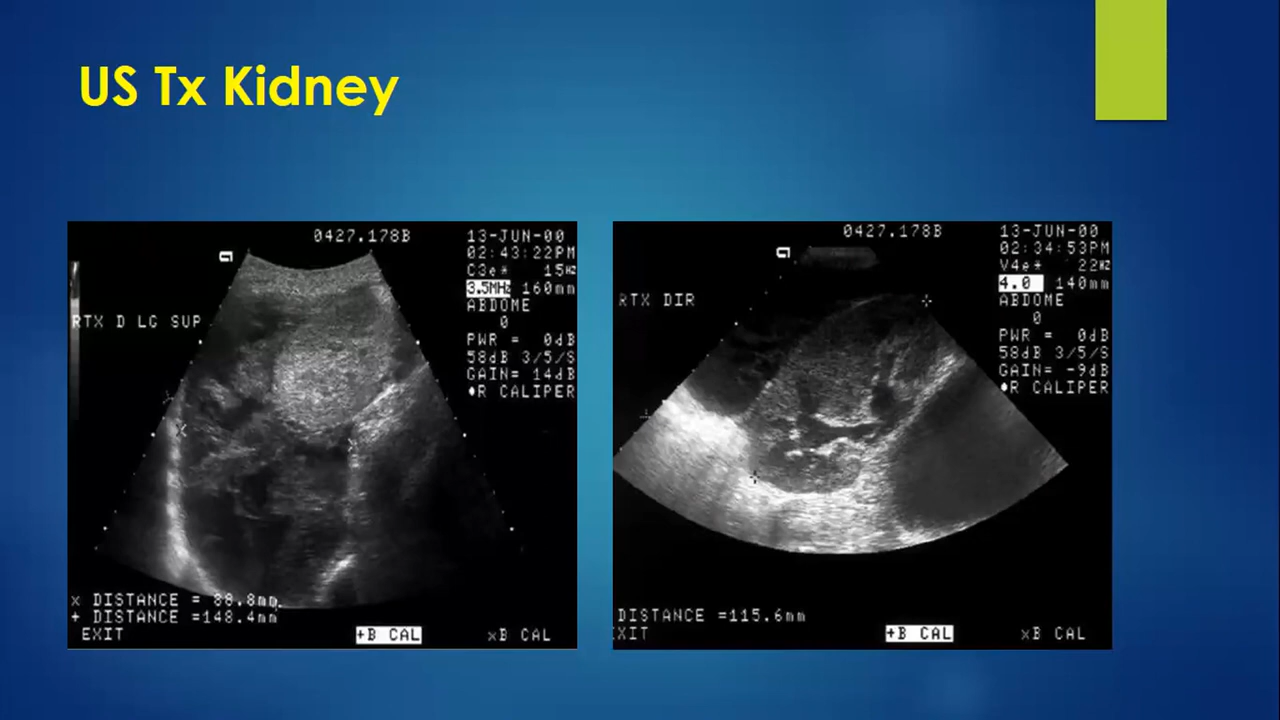 US Tx Kidney
0427.178B
13-JUN-00
02:43:22PM
C3e* 15Hz
3.5MHz 160mm
ABDOME
0
PWR = 0dB
58dB 3/5/S
GAIN= 14dB
♦R CALIPER
RTX D LG SUP
x DISTANCE = 88.8mm
+ DISTANCE =148.4mm
EXIT
+B CAL
xB CAL
0427.178B
13-JUN-00
02:34:53PM
V4e* 22Hz
4.0 140mm
ABDOME
0
PWR = 0dB
58dB 3/5/S
GAIN= -9dB
♦R CALIPER
RTX DIR
DISTANCE =115.6mm
XIT
+B CAL
xB CAL